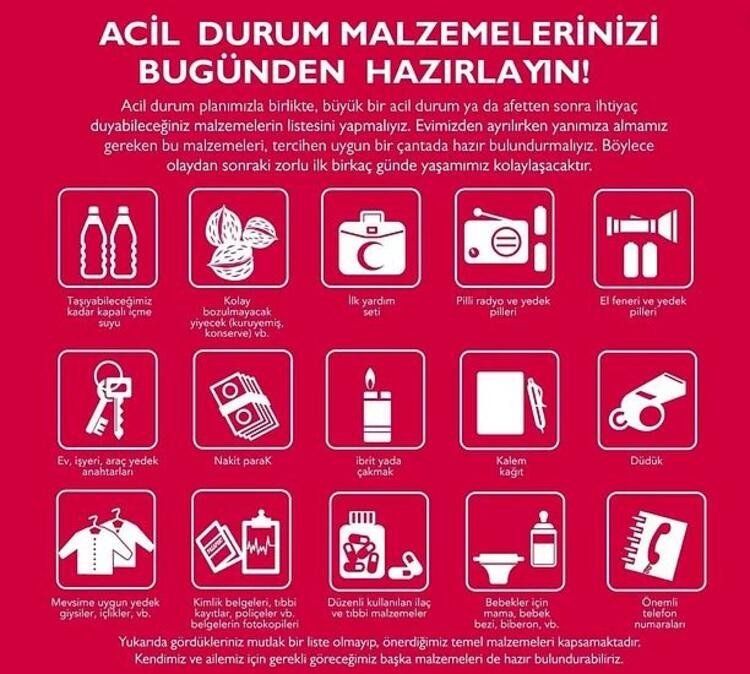 ACİL DURUM MALZEMELERİNİZİ
BUGÜNDEN HAZIRLAYIN!
Acil durum planımızla birlikte, büyük bir acil durum ya da afetten sonra ihtiyaç
duyabileceğiniz malzemelerin listesini yapmalıyız. Evimizden ayrılırken yanımıza almamız
gereken bu malzemeleri, tercihen uygun bir çantada hazır bulundurmalıyız. Böylece
olaydan sonraki zorlu ilk birkaç günde yaşamımız kolaylaşacaktır.
Taşıyabileceğimiz
kadar kapalı içme
suyu
Kolay
bozulmayacak
yiyecek (kuruyemiş,
konserve) vb.
İlk yardım
seti
Pilli radyo ve yedek
pilleri
El feneri ve yedek
pilleri
Ev, işyeri, araç yedek
anahtarları
Nakit paraK
ibrit yada
çakmak
Kalem
kağıt
Düdük
Mevsime uygun yedek
giysiler, içlikler, vb.
Kimlik belgeleri, tıbbi
kayıtlar, poliçeler vb.
belgelerin fotokopileri
Düzenli kullanılan ilaç
ve tıbbi malzemeler
Bebekler için
mama, bebek
bezi, biberon, vb.
Önemli
telefon
numaraları
Yukarıda gördükleriniz mutlak bir liste olmayıp, önerdiğimiz temel malzemeleri kapsamaktadır.
Kendimiz ve ailemiz için gerekli göreceğimiz başka malzemeleri de hazır bulundurabiliriz.